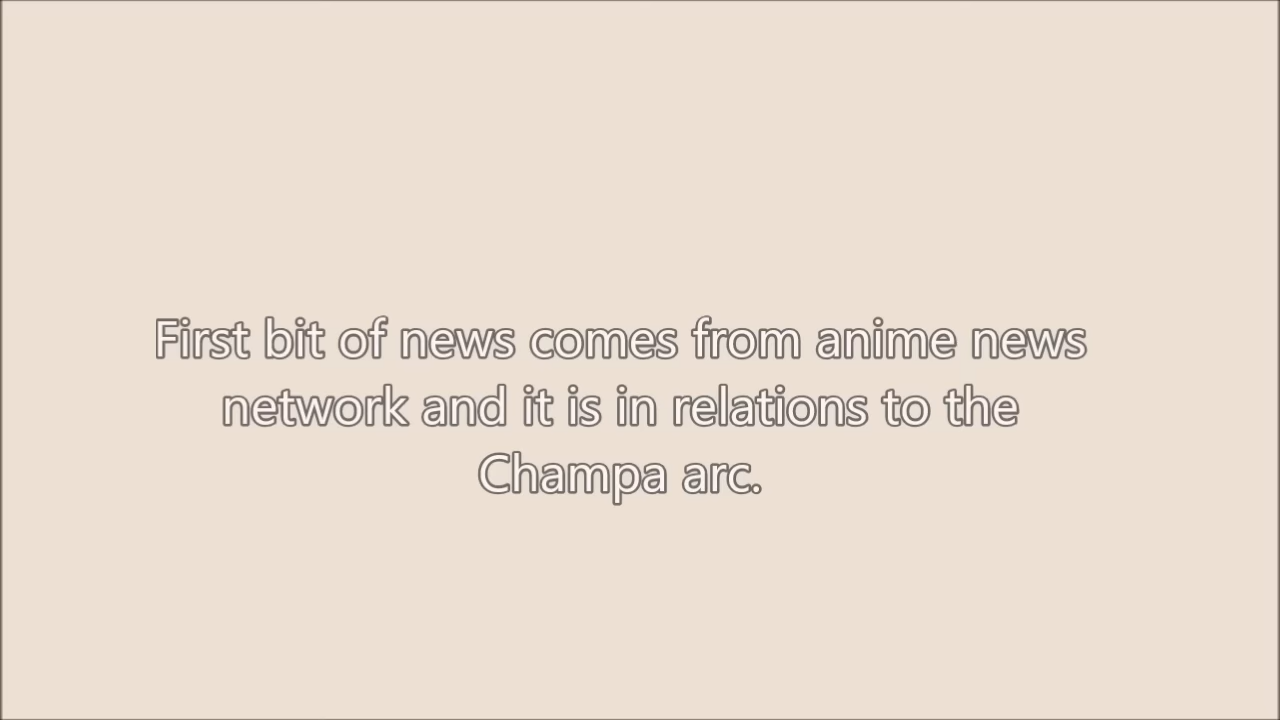 First bit of news comes from anime news
network and it is in relations to the
Champa arc.